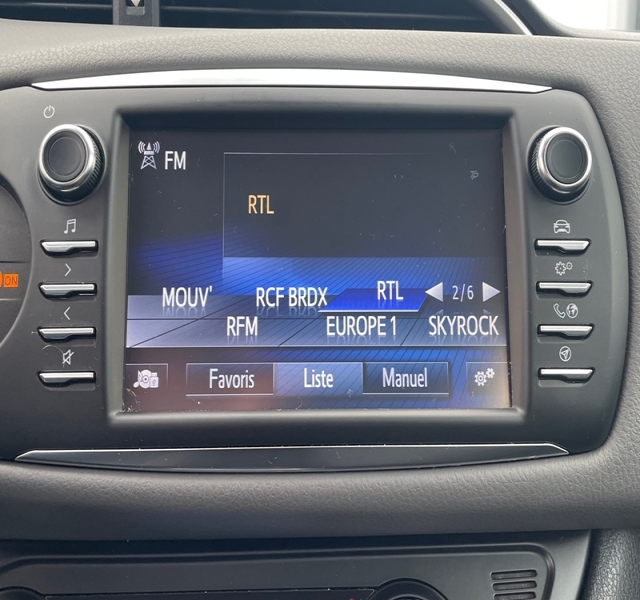 FM
RTL
MOUV' RCF BRDX RTL 2/6
RFM EUROPE 1 SKYROCK
Favoris Liste Manuel